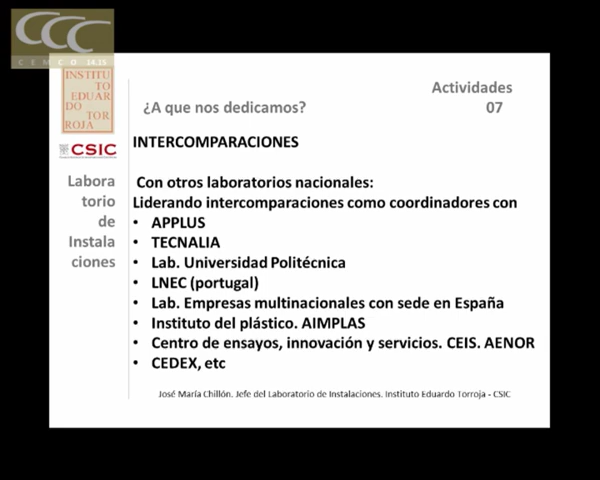 CCC
CEMCO 14.15
INSTITU
TO
EDUAR
DO
TOR
ROJA
CSIC
Labora
torio
de
Instala
ciones
Actividades
07
¿A que nos dedicamos?
INTERCOMPARACIONES
Con otros laboratorios nacionales:
Liderando intercomparaciones como coordinadores con
• APPLUS
• TECNALIA
• Lab. Universidad Politécnica
• LNEC (portugal)
• Lab. Empresas multinacionales con sede en España
• Instituto del plástico. AIMPLAS
• Centro de ensayos, innovación y servicios. CEIS. AENOR
• CEDEX, etc
José María Chillón. Jefe del Laboratorio de Instalaciones. Instituto Eduardo Torroja - CSIC